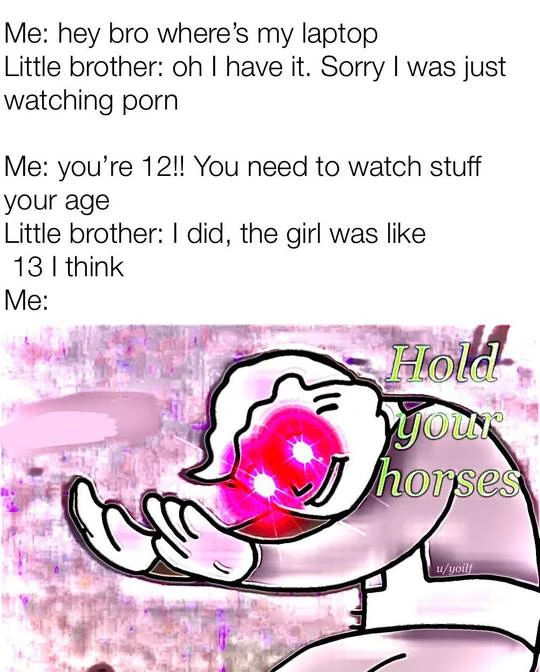 Me: hey bro where's my laptop
Little brother: oh I have it. Sorry I was just
watching porn
Me: you're 12!! You need to watch stuff
your age
Little brother: I did, the girl was like
13 I think
Me:
Hold
your
horses
u/yoilf